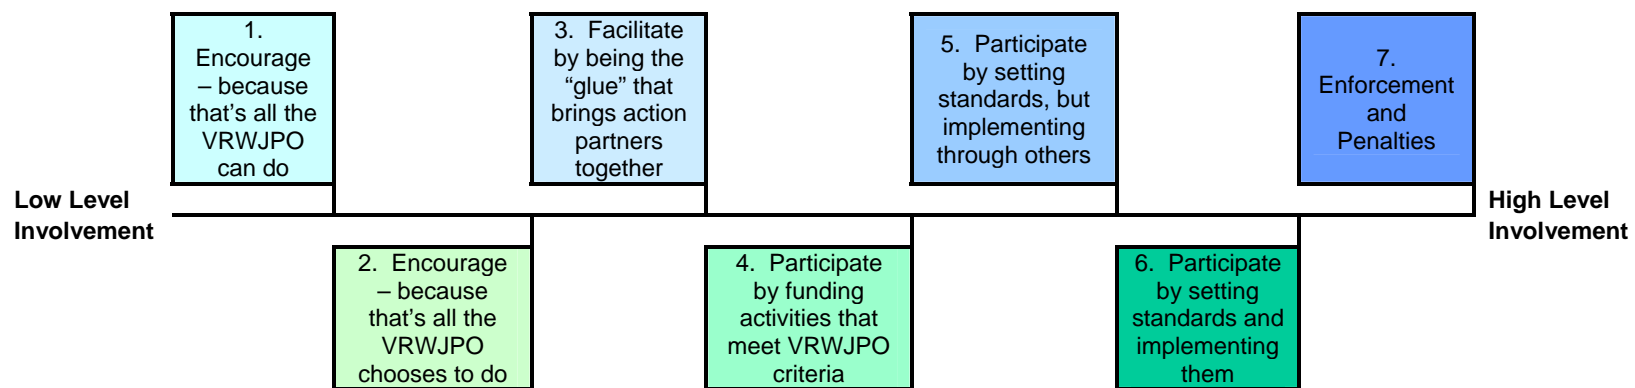 Low Level
Involvement
1.
Encourage
– because
that’s all the
VRWJPO
can do
2.  Encourage
– because
that’s all the
VRWJPO
chooses to do
3.  Facilitate
by being the
“glue” that
brings action
partners
together
4.  Participate
by funding
activities that
meet VRWJPO
criteria
5.  Participate
by setting
standards, but
implementing
through others
6.  Participate
by setting
standards and
implementing
them
7.
Enforcement
and
Penalties
High Level
Involvement